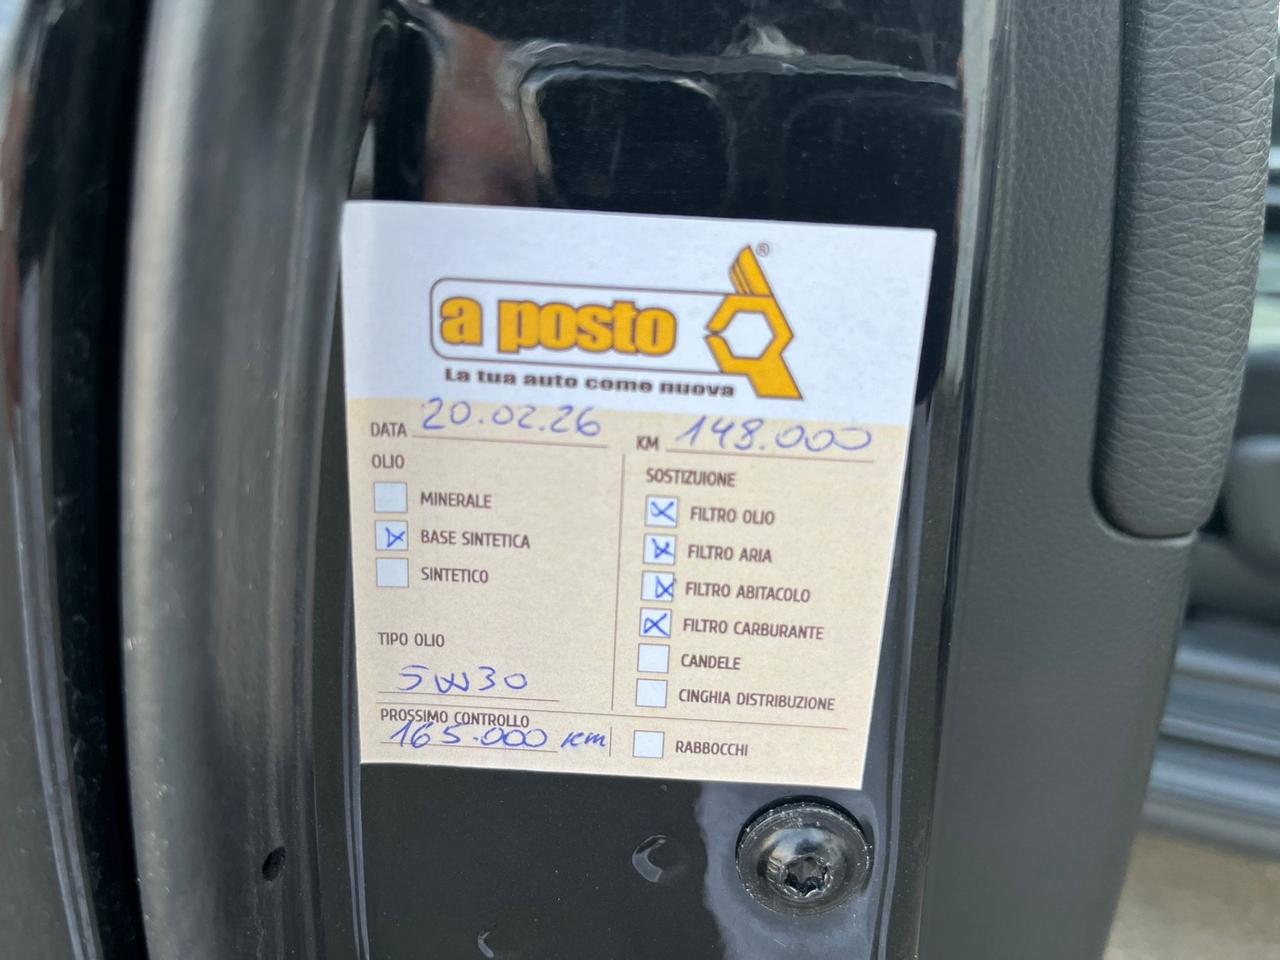 a posto ®
La tua auto come nuova
DATA 20.02.26
KM 148.000
OLIO
MINERALE
BASE SINTETICA
SINTETICO
TIPO OLIO
5W30
PROSSIMO CONTROLLO
165.000 km
SOSTIZUIONE
FILTRO OLIO
FILTRO ARIA
FILTRO ABITACOLO
FILTRO CARBURANTE
CANDELE
CINGHIA DISTRIBUZIONE
RABBOCCHI